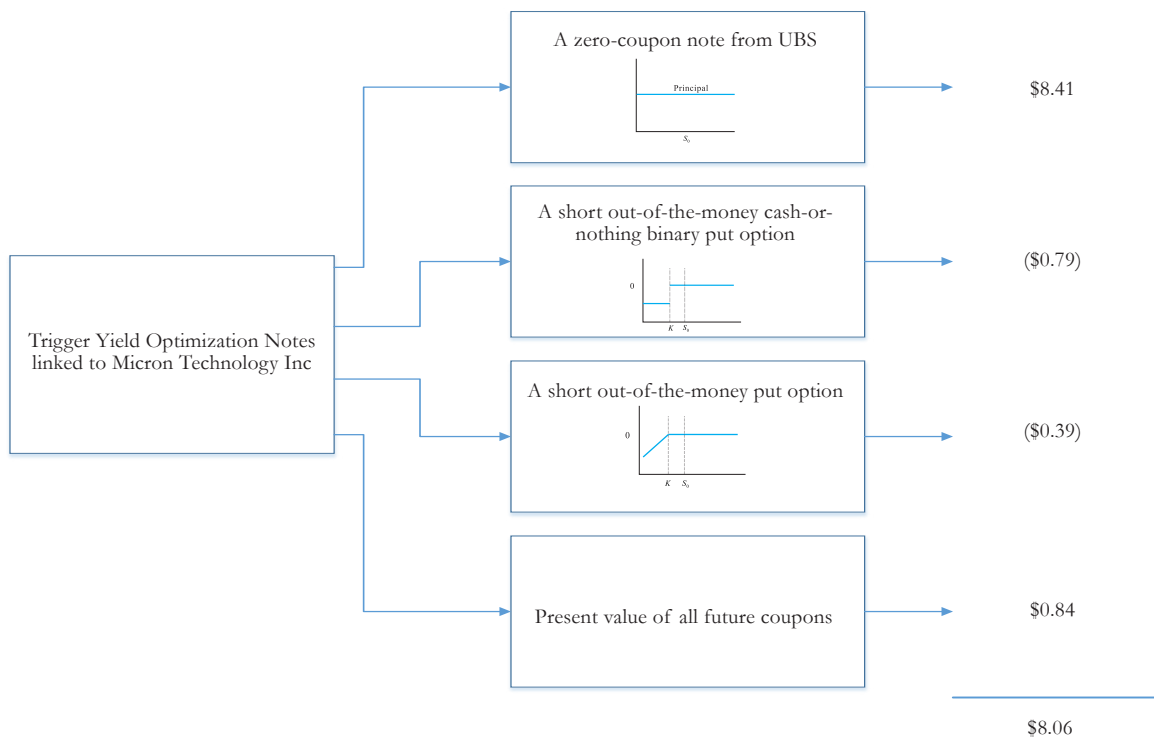 A zero-coupon note from UBS
Principal
S₀
$8.41
A short out-of-the-money cash-or-
nothing binary put option
0
K
S₀
($0.79)
Trigger Yield Optimization Notes
linked to Micron Technology Inc
A short out-of-the-money put option
0
K
S₀
($0.39)
Present value of all future coupons
$0.84
$8.06